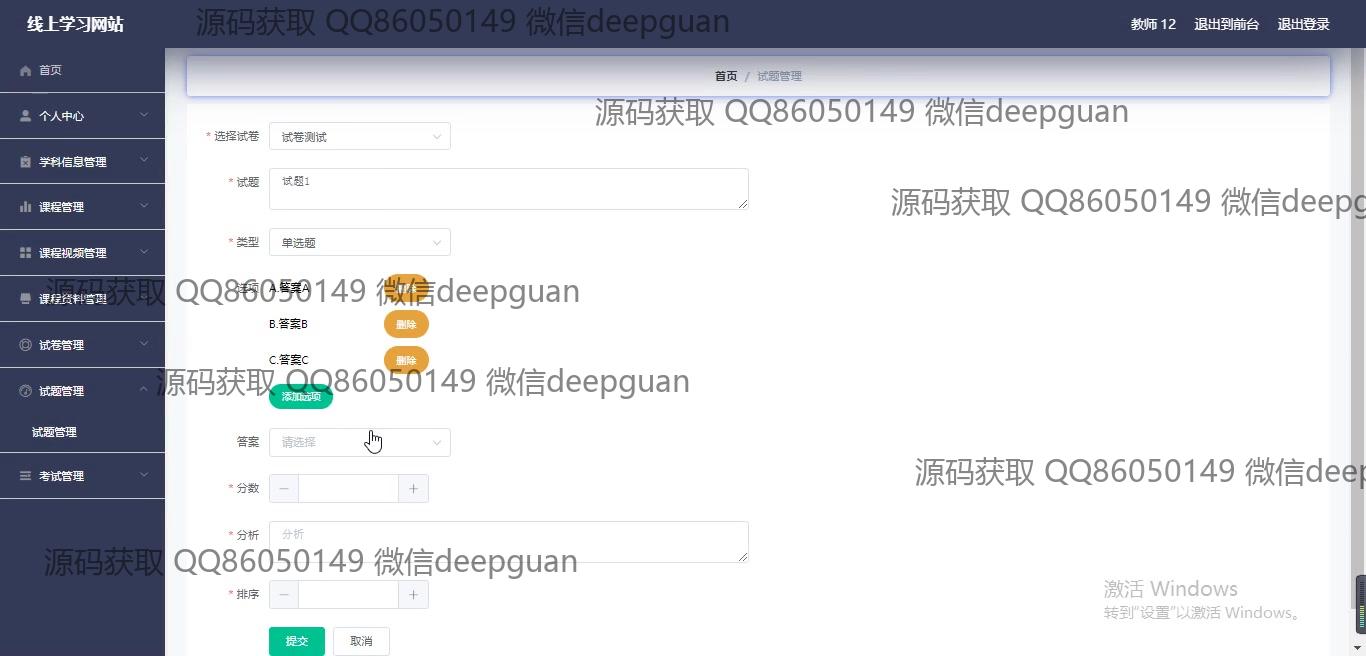 线上学习网站
源码获取 QQ86050149 微信deepguan
教师 12 退出到前台 退出登录
首页
首页 / 试题管理
个人中心
源码获取 QQ86050149 微信deepguan
* 选择试卷 试卷测试
学科信息管理
* 试题 试题1
课程管理
源码获取 QQ86050149 微信deepg
* 类型 单选题
课程视频管理
选项 A.答案A 删除
源码获取 QQ86050149 微信deepguan
课程资料管理
B.答案B 删除
试卷管理
C.答案C 删除
源码获取 QQ86050149 微信deepguan
试题管理
添加选项
试题管理
答案 请选择
考试管理
源码获取 QQ86050149 微信deep
* 分数 − +
* 分析 分析
源码获取 QQ86050149 微信deepguan
* 排序 − +
激活 Windows
转到“设置”以激活 Windows。
提交 取消